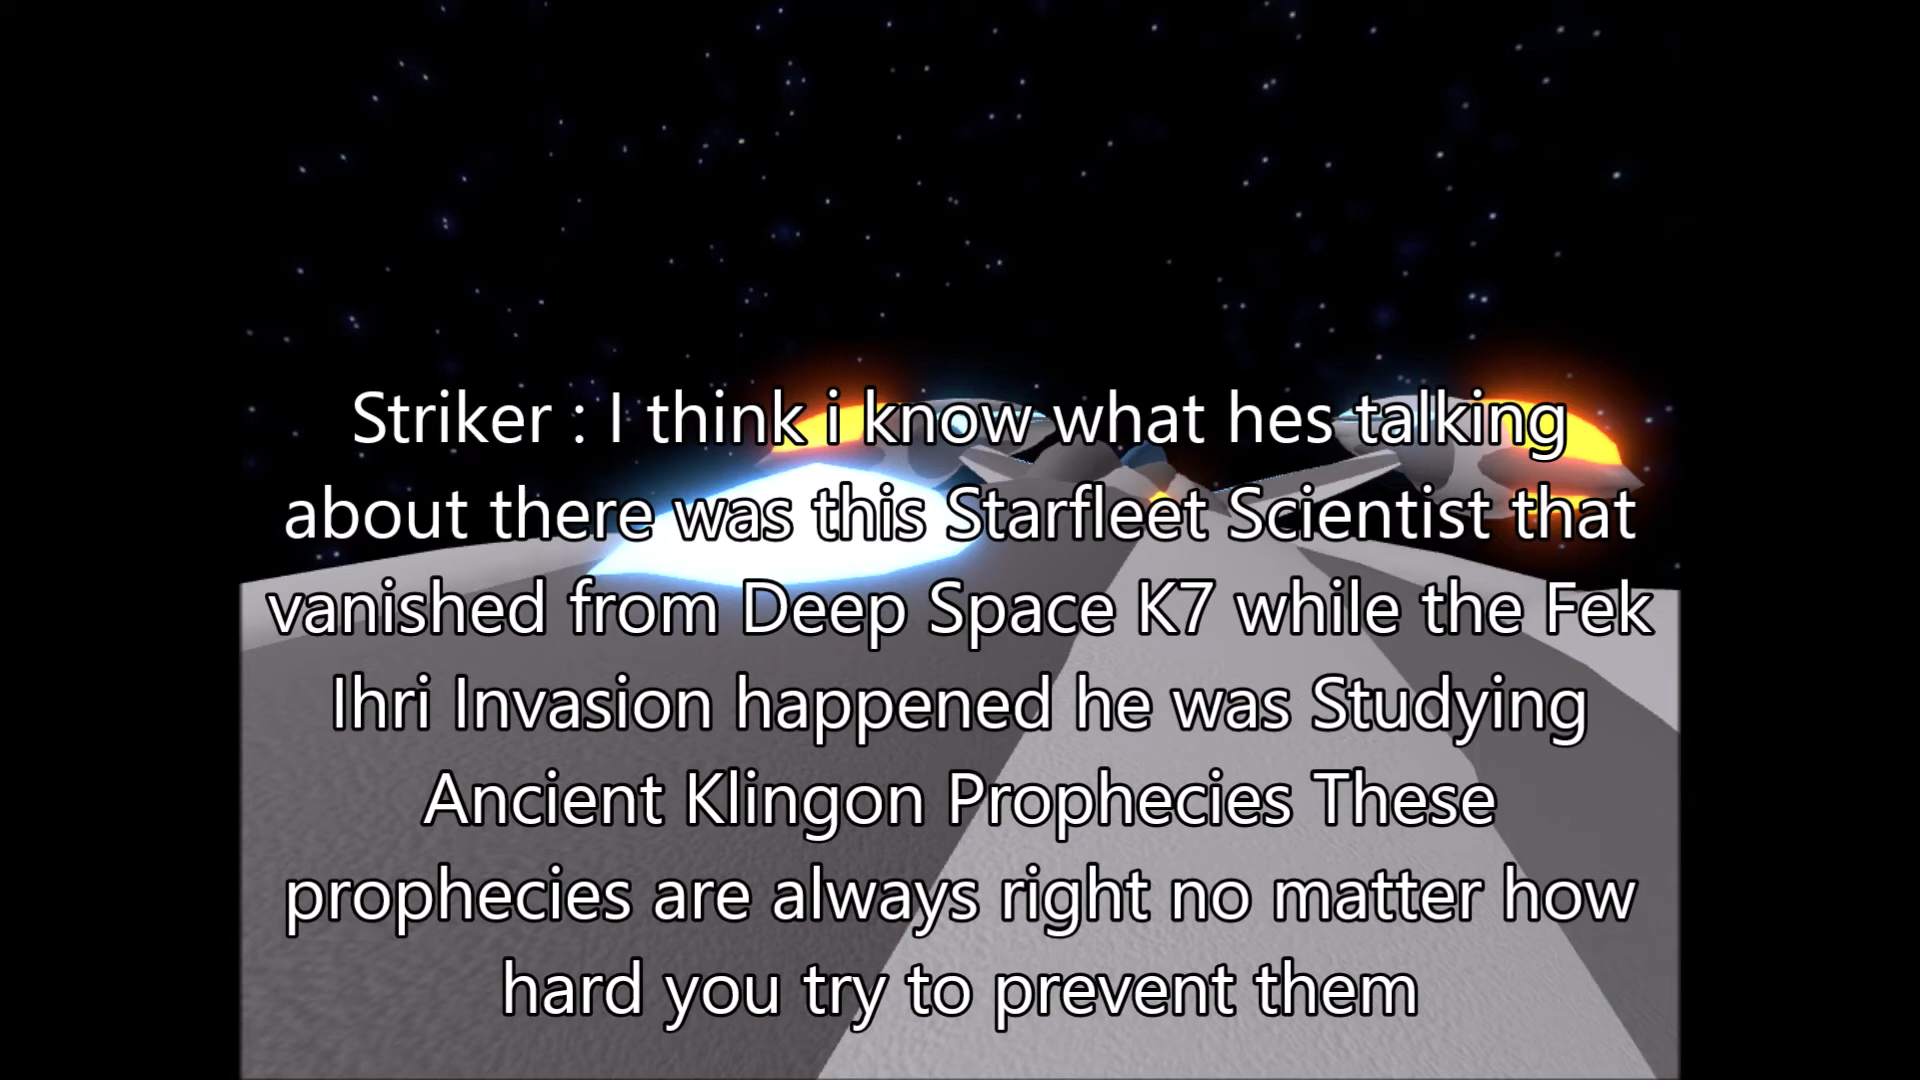 Striker : I think i know what hes talking
about there was this Starfleet Scientist that
vanished from Deep Space K7 while the Fek
Ihri Invasion happened he was Studying
Ancient Klingon Prophecies These
prophecies are always right no matter how
hard you try to prevent them